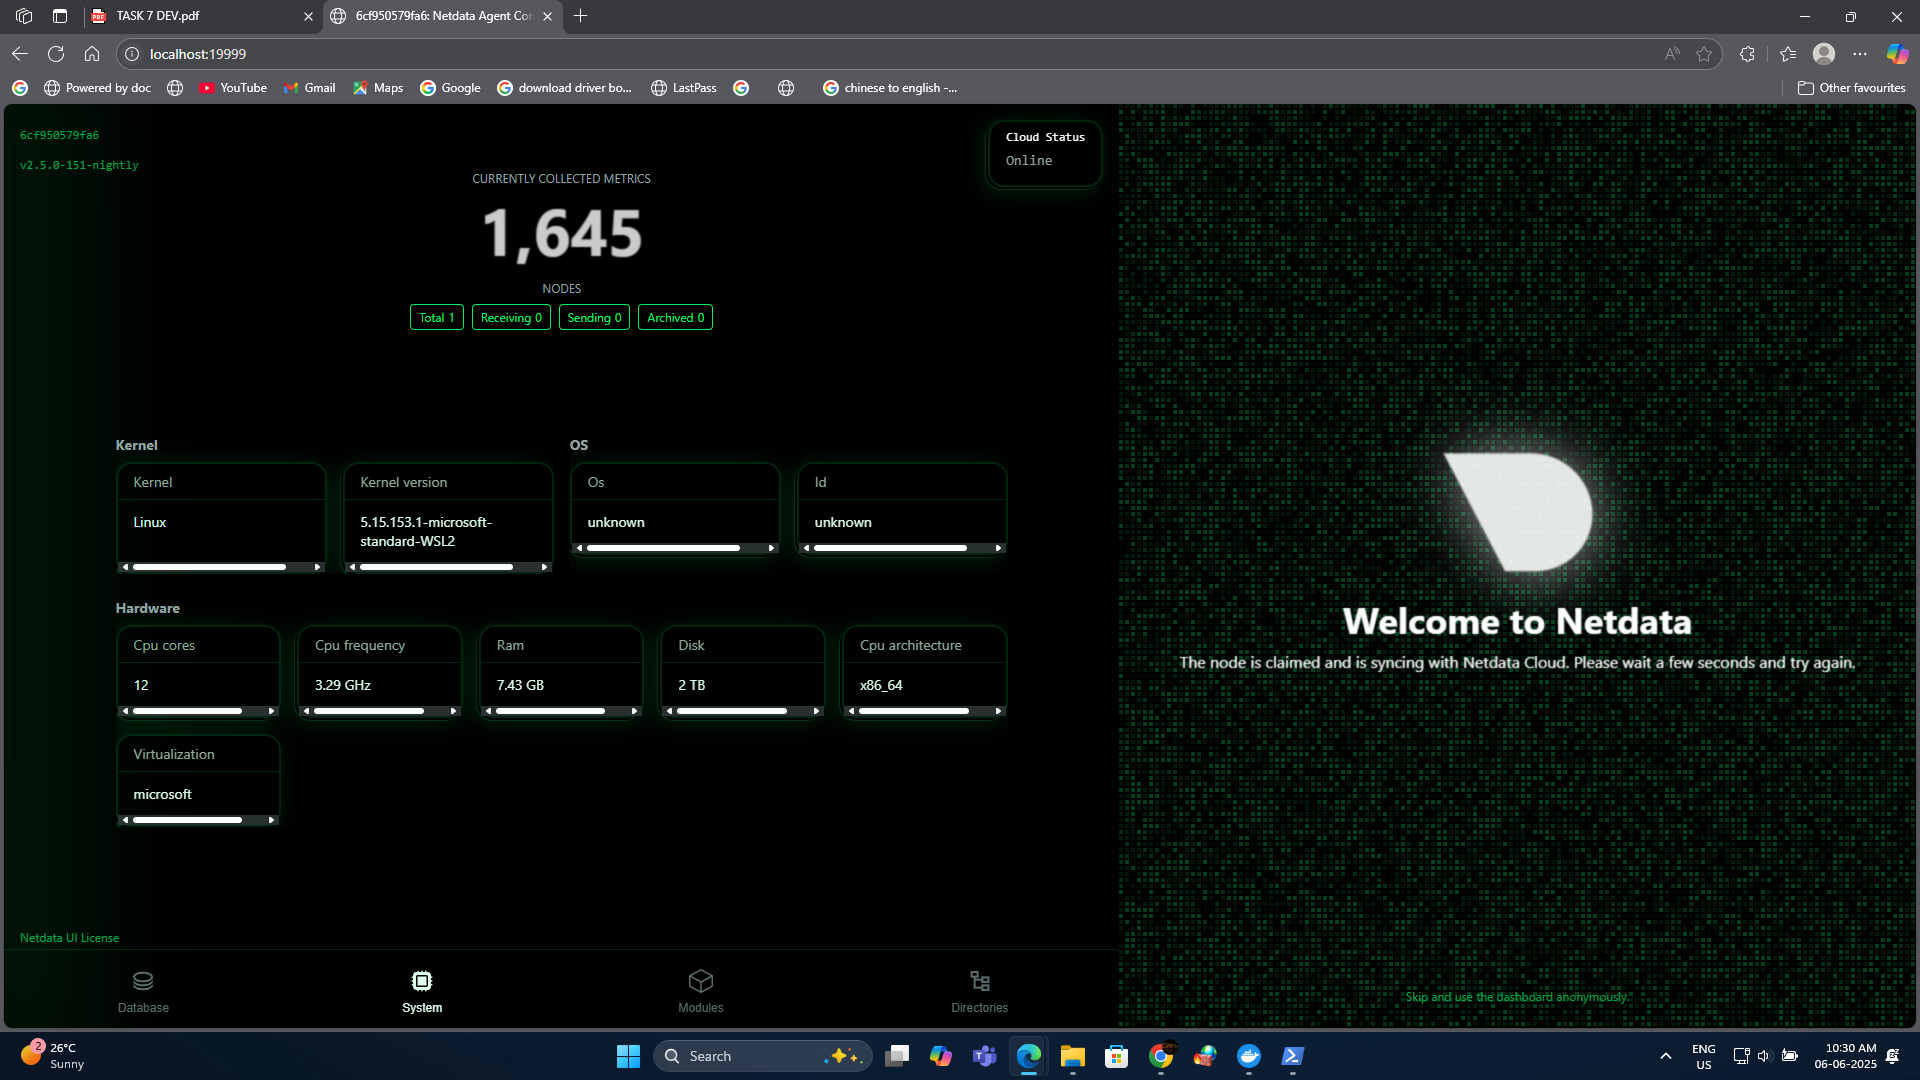 TASK 7 DEV.pdf
6cf950579fa6: Netdata Agent Con
localhost:19999
Powered by doc
YouTube
Gmail
Maps
Google
download driver bo...
LastPass
chinese to english -...
Other favourites
6cf950579fa6
v2.5.0-151-nightly
Cloud Status
Online
CURRENTLY COLLECTED METRICS
1,645
NODES
Total 1
Receiving 0
Sending 0
Archived 0
Kernel
OS
Kernel
Kernel version
Os
Id
Linux
5.15.153.1-microsoft-
standard-WSL2
unknown
unknown
Hardware
Cpu cores
Cpu frequency
Ram
Disk
Cpu architecture
12
3.29 GHz
7.43 GB
2 TB
x86_64
Virtualization
microsoft
Welcome to Netdata
The node is claimed and is syncing with Netdata Cloud. Please wait a few seconds and try again.
Netdata UI License
Database
System
Modules
Directories
Skip and use the dashboard anonymously.
2
26°C
Sunny
Search
ENG
US
10:30 AM
06-06-2025